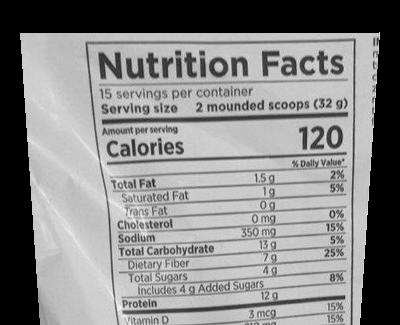 Nutrition Facts
15 servings per container
Serving size 2 mounded scoops (32 g)
Amount per serving
Calories 120
% Daily Value*
Total Fat 1.5 g 2%
Saturated Fat 1 g 5%
Trans Fat 0 g
Cholesterol 0 mg 0%
Sodium 350 mg 15%
Total Carbohydrate 13 g 5%
Dietary Fiber 7 g 25%
Total Sugars 4 g
Includes 4 g Added Sugars 8%
Protein 12 g
Vitamin D 3 mcg 15%
15%